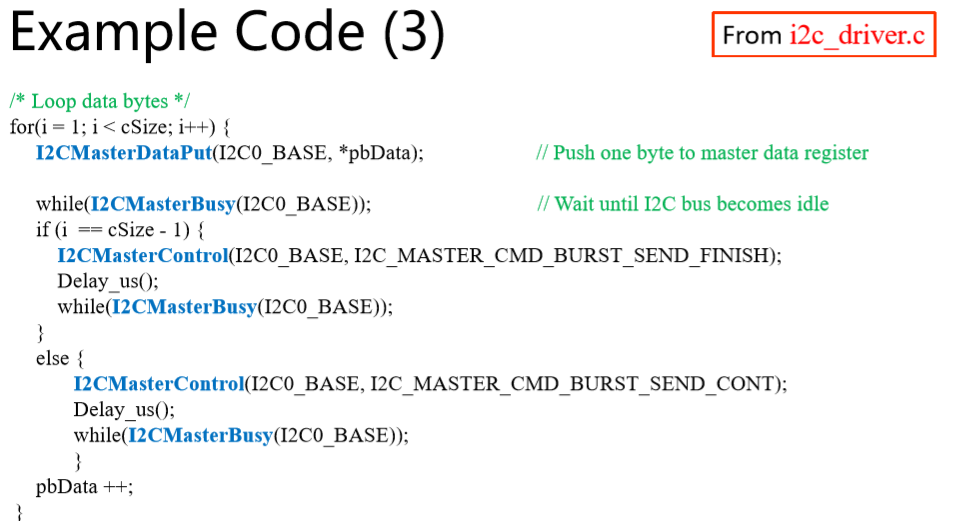 Example Code (3)
From i2c_driver.c
/* Loop data bytes */
for(i = 1; i < cSize; i++) {
I2CMasterDataPut(I2C0_BASE, *pbData); // Push one byte to master data register
while(I2CMasterBusy(I2C0_BASE)); // Wait until I2C bus becomes idle
if (i == cSize - 1) {
I2CMasterControl(I2C0_BASE, I2C_MASTER_CMD_BURST_SEND_FINISH);
Delay_us();
while(I2CMasterBusy(I2C0_BASE));
}
else {
I2CMasterControl(I2C0_BASE, I2C_MASTER_CMD_BURST_SEND_CONT);
Delay_us();
while(I2CMasterBusy(I2C0_BASE));
}
pbData ++;
}